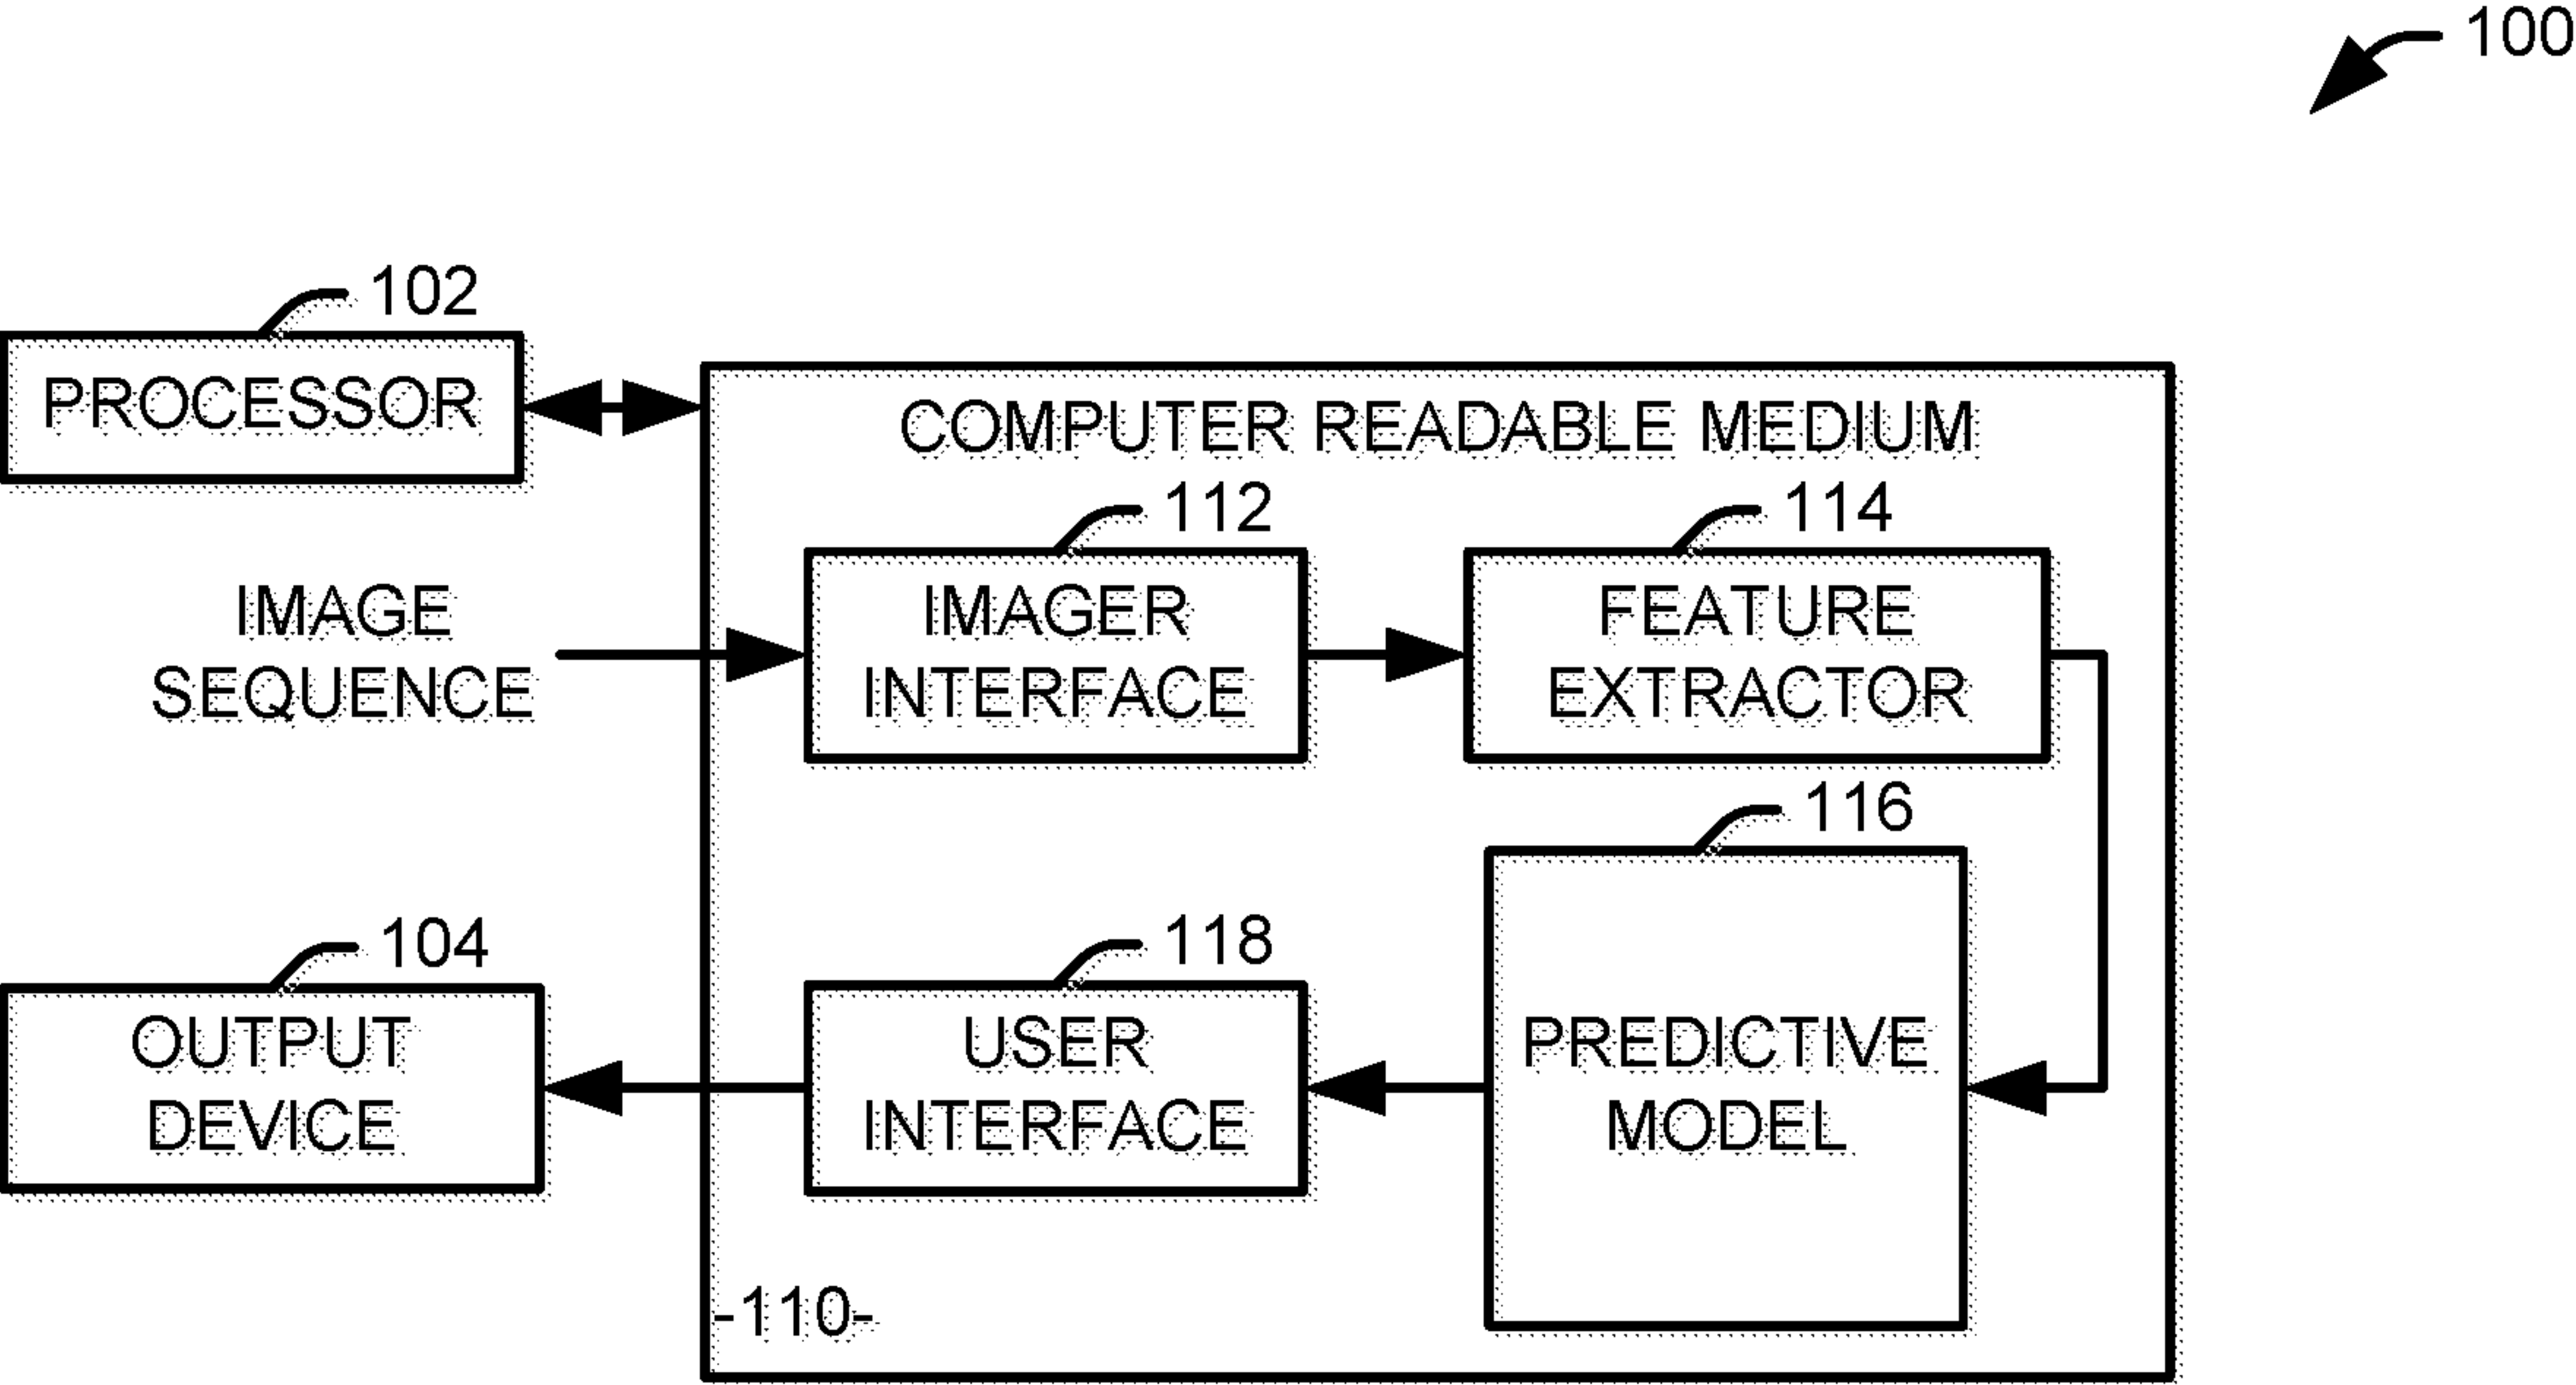 100
102
PROCESSOR
COMPUTER READABLE MEDIUM
112
114
IMAGE
SEQUENCE
IMAGER
INTERFACE
FEATURE
EXTRACTOR
116
104
118
OUTPUT
DEVICE
USER
INTERFACE
PREDICTIVE
MODEL
-110-